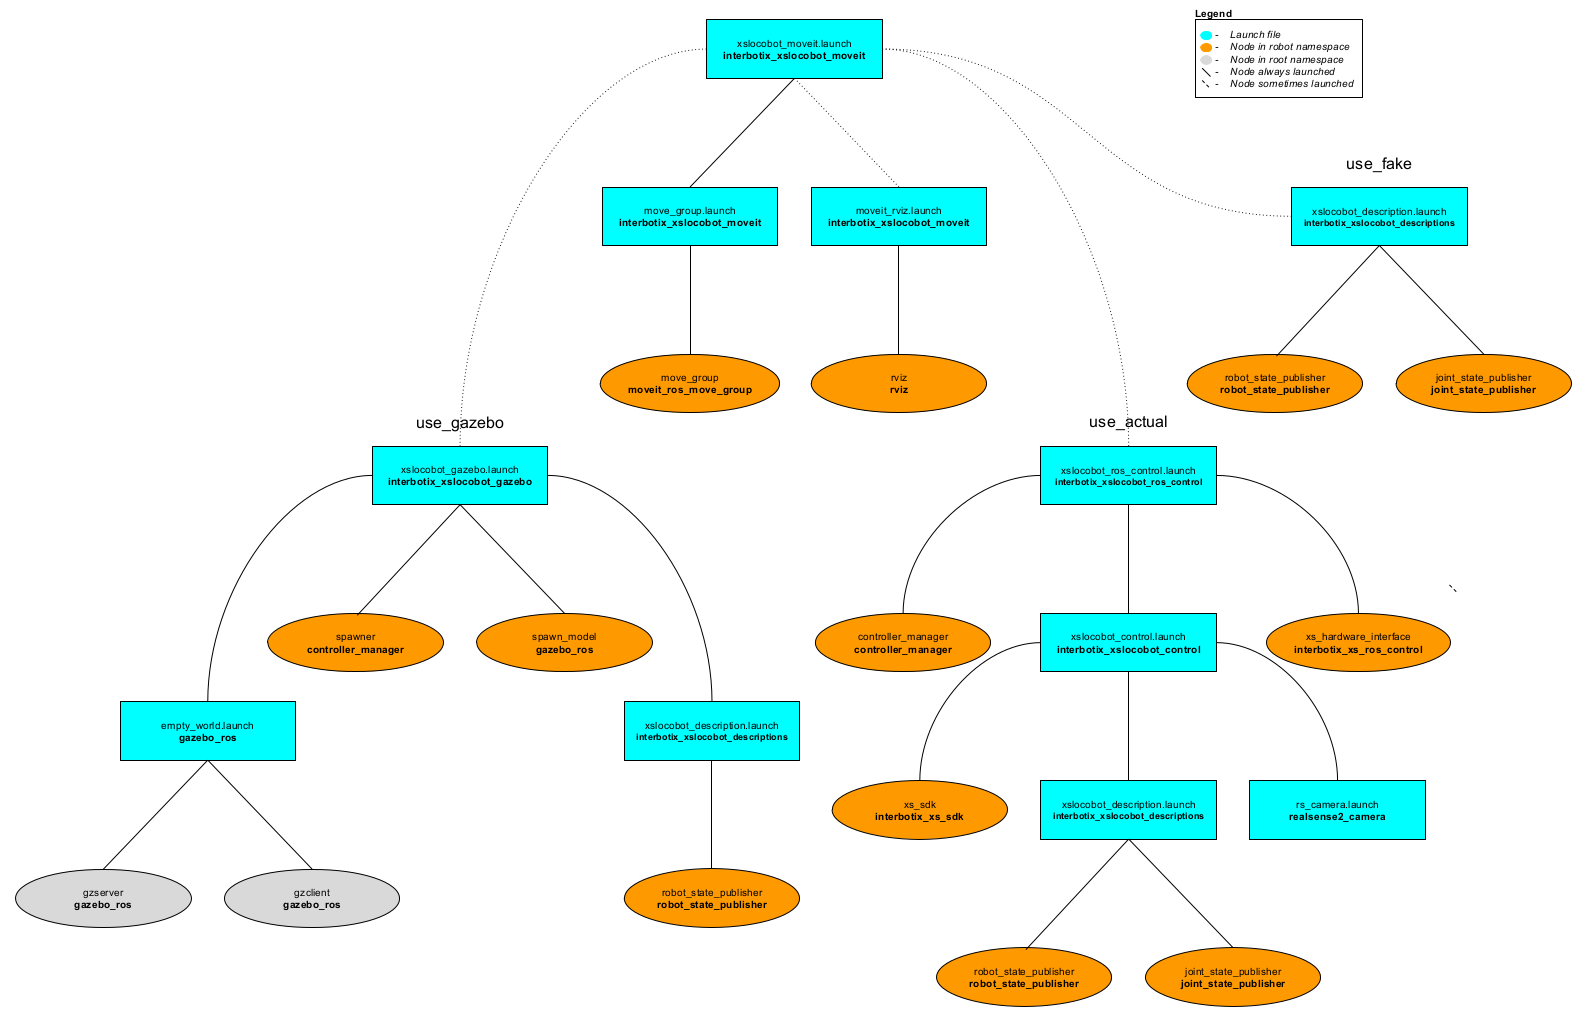 Legend
- Launch file
- Node in robot namespace
- Node in root namespace
- Node always launched
- Node sometimes launched
xslocobot_moveit.launch
interbotix_xslocobot_moveit
use_fake
move_group.launch
interbotix_xslocobot_moveit
moveit_rviz.launch
interbotix_xslocobot_moveit
xslocobot_description.launch
interbotix_xslocobot_descriptions
move_group
moveit_ros_move_group
rviz
rviz
robot_state_publisher
robot_state_publisher
joint_state_publisher
joint_state_publisher
use_gazebo
use_actual
xslocobot_gazebo.launch
interbotix_xslocobot_gazebo
xslocobot_ros_control.launch
interbotix_xslocobot_ros_control
spawner
controller_manager
spawn_model
gazebo_ros
controller_manager
controller_manager
xslocobot_control.launch
interbotix_xslocobot_control
xs_hardware_interface
interbotix_xs_ros_control
empty_world.launch
gazebo_ros
xslocobot_description.launch
interbotix_xslocobot_descriptions
xs_sdk
interbotix_xs_sdk
xslocobot_description.launch
interbotix_xslocobot_descriptions
rs_camera.launch
realsense2_camera
gzserver
gazebo_ros
gzclient
gazebo_ros
robot_state_publisher
robot_state_publisher
robot_state_publisher
robot_state_publisher
joint_state_publisher
joint_state_publisher